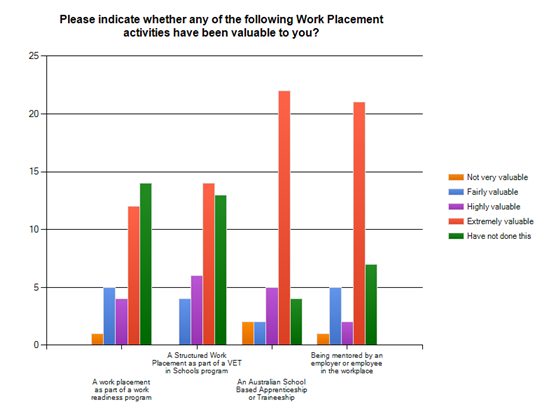 Please indicate whether any of the following Work Placement
activities have been valuable to you?
25
20
15
10
5
0
A work placement
as part of a work
readiness program
A Structured Work
Placement as part of a VET
in Schools program
An Australian School
Based Apprenticeship
or Traineeship
Being mentored by an
employer or employee
in the workplace
Not very valuable
Fairly valuable
Highly valuable
Extremely valuable
Have not done this